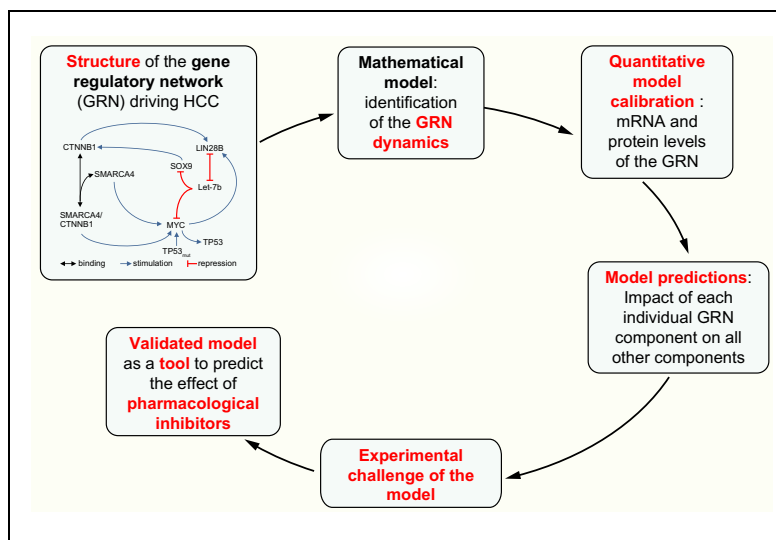 Structure of the gene
regulatory network
(GRN) driving HCC
CTNNB1
LIN28B
SOX9
SMARCA4
Let-7b
SMARCA4/
CTNNB1
MYC
TP53
TP53mut
binding
stimulation
repression
Mathematical
model:
identification
of the GRN
dynamics
Quantitative
model
calibration :
mRNA and
protein levels
of the GRN
Model predictions:
Impact of each
individual GRN
component on all
other components
Experimental
challenge of the
model
Validated model
as a tool to predict
the effect of
pharmacological
inhibitors